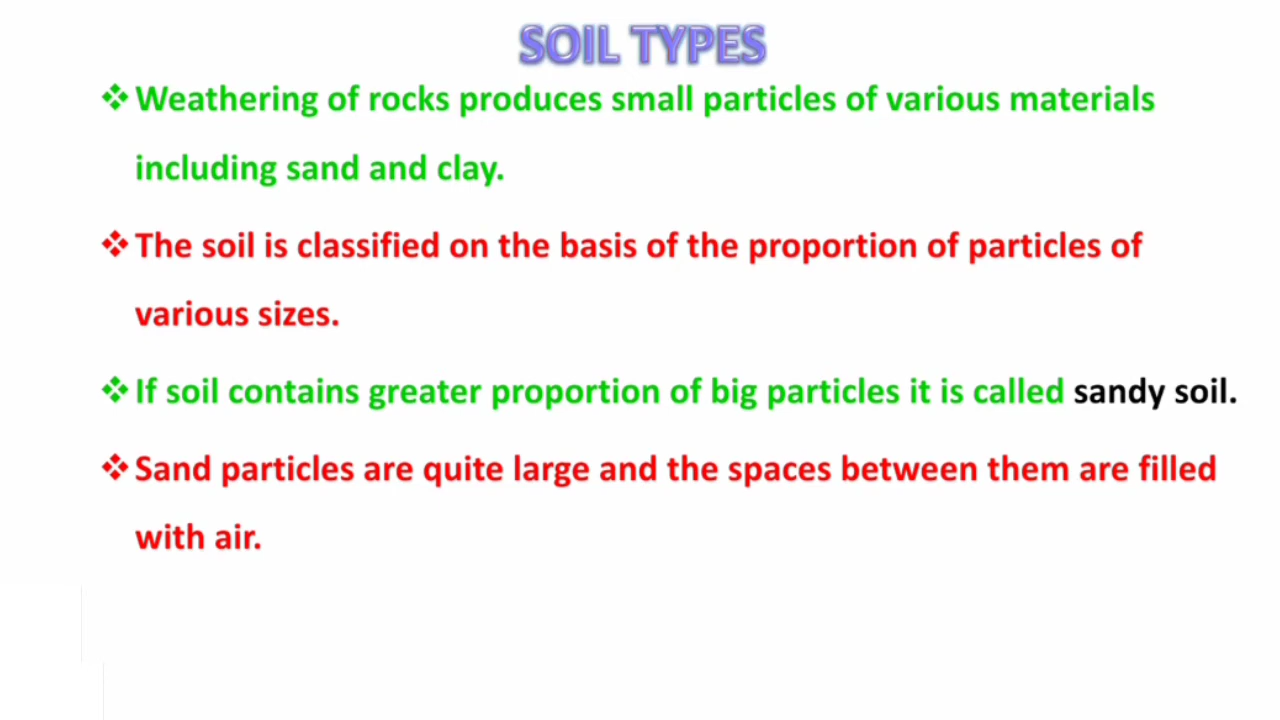 SOIL TYPES
❖Weathering of rocks produces small particles of various materials
including sand and clay.
❖The soil is classified on the basis of the proportion of particles of
various sizes.
❖If soil contains greater proportion of big particles it is called sandy soil.
❖Sand particles are quite large and the spaces between them are filled
with air.